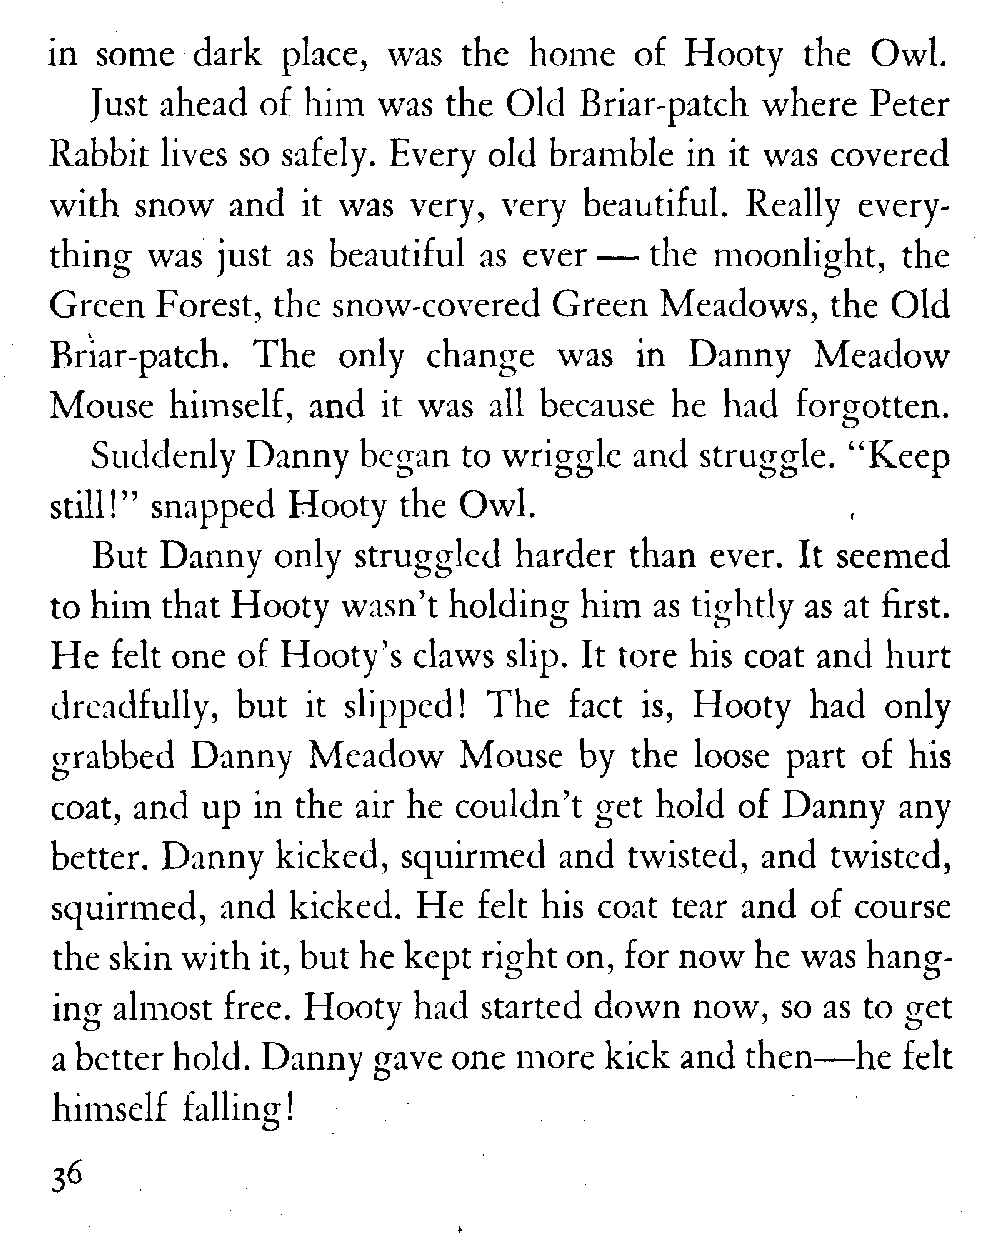 in some dark place, was the home of Hooty the Owl.
Just ahead of him was the Old Briar-patch where Peter
Rabbit lives so safely. Every old bramble in it was covered
with snow and it was very, very beautiful. Really every-
thing was just as beautiful as ever — the moonlight, the
Green Forest, the snow-covered Green Meadows, the Old
Briar-patch. The only change was in Danny Meadow
Mouse himself, and it was all because he had forgotten.
Suddenly Danny began to wriggle and struggle. “Keep
still!” snapped Hooty the Owl.
But Danny only struggled harder than ever. It seemed
to him that Hooty wasn’t holding him as tightly as at first.
He felt one of Hooty’s claws slip. It tore his coat and hurt
dreadfully, but it slipped! The fact is, Hooty had only
grabbed Danny Meadow Mouse by the loose part of his
coat, and up in the air he couldn’t get hold of Danny any
better. Danny kicked, squirmed and twisted, and twisted,
squirmed, and kicked. He felt his coat tear and of course
the skin with it, but he kept right on, for now he was hang-
ing almost free. Hooty had started down now, so as to get
a better hold. Danny gave one more kick and then—he felt
himself falling!
36